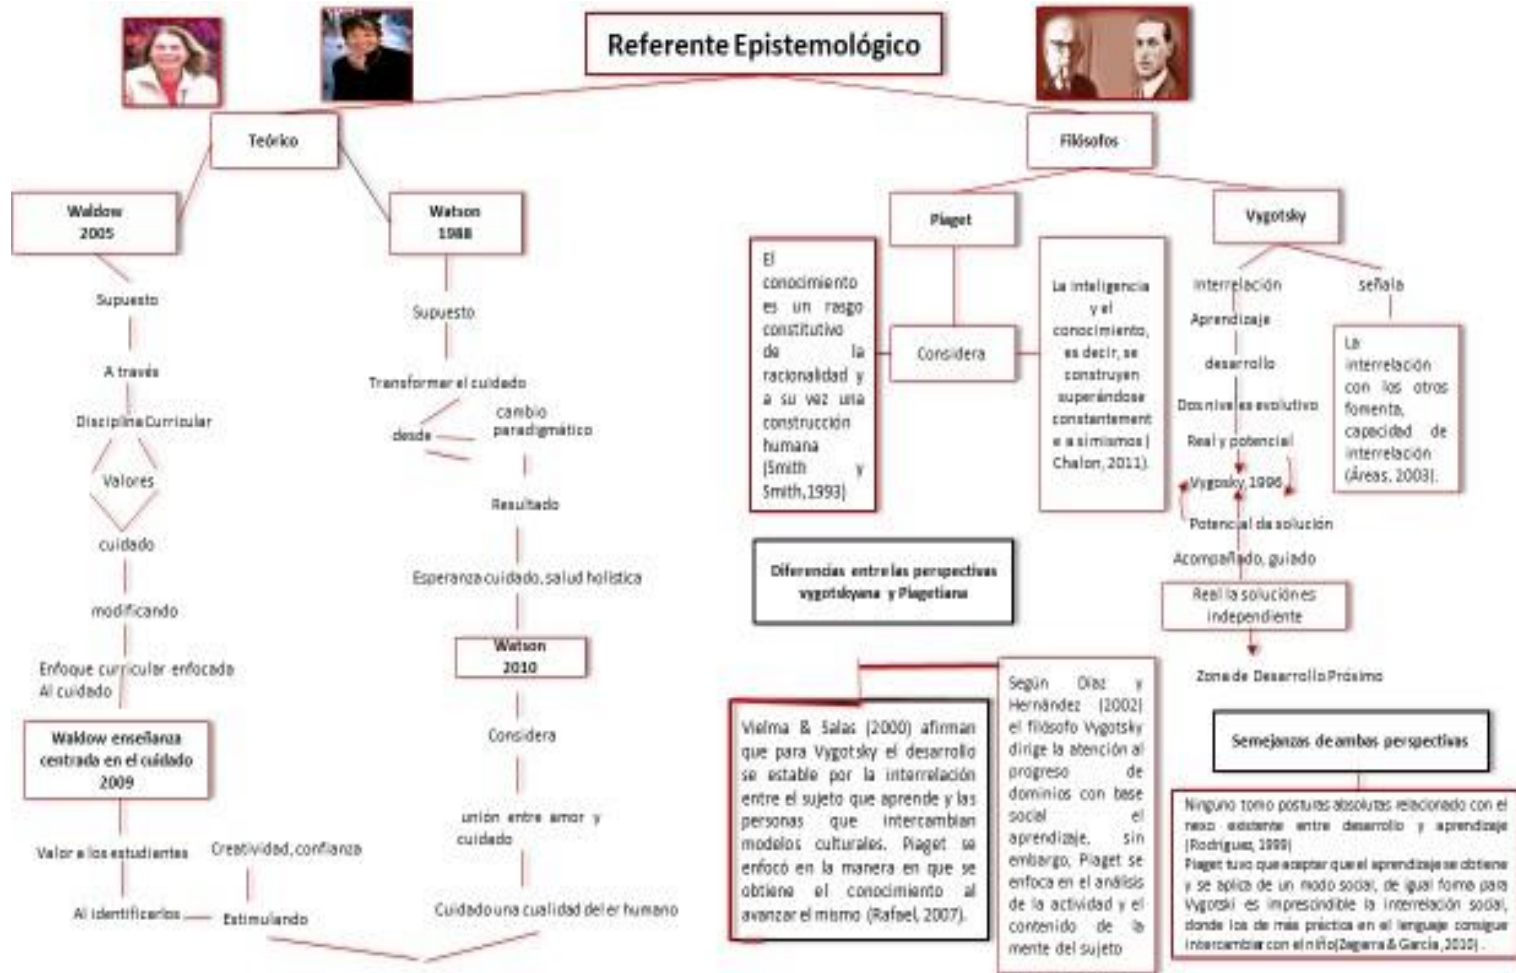 Referente Epistemológico
Teórico
Waldow
2005
Supuesto
A través
Disciplina Curricular
Valores
cuidado
modificando
Enfoque curricular enfocada
Al cuidado
Waldow enseñanza
centrada en el cuidado
2009
Valor a los estudiantes
Al identificarlos
Creatividad, confianza
Estimulando
Watson
1988
Supuesto
Transformar el cuidado
desde
cambio
paradigmático
Resultado
Esperanza cuidado, salud holística
Watson
2010
Considera
unión entre amor y
cuidado
Cuidado una cualidad del er humano
Filósofos
Piaget
Considera
El
conocimiento
es un rasgo
constitutivo
de la
racionalidad y
a su vez una
construcción
humana
(Smith y
Smith, 1993)
La inteligencia
y el
conocimiento,
es decir, se
construyen
superándose
constantement
e a si mismos (
Chalon, 2011).
Vygotsky
interrelación
Aprendizaje
desarrollo
Dos niveles evolutivo
Real y potencial
Vygosky, 1996
Potencial da solución
Acompañado, guiado
Real la solución es
independiente
Zona de Desarrollo Próximo
señala
La
interrelación
con los otros
fomenta,
capacidad de
interrelación
(Áreas, 2003).
Diferencias entre las perspectivas
vygotskyana y Piagetiana
Vielma & Salas (2000) afirman
que para Vygotsky el desarrollo
se estable por la interrelación
entre el sujeto que aprende y las
personas que intercambian
modelos culturales. Piaget se
enfocó en la manera en que se
obtiene el conocimiento al
avanzar el mismo (Rafael, 2007).
Según Díaz y
Hernández (2002)
el filósofo Vygotsky
dirige la atención al
progreso de
dominios con base
social el
aprendizaje, sin
embargo, Piaget se
enfoca en el análisis
de la actividad y el
contenido de la
mente del sujeto
Semejanzas de ambas perspectivas
Ninguno tomo posturas absolutas relacionado con el
nexo existente entre desarrollo y aprendizaje
(Rodríguez, 1999)
Piaget tuvo que aceptar que el aprendizaje se obtiene
y se aplica de un modo social, de igual forma para
Vygotski es imprescindible la interrelación social,
donde los de más práctica en el lenguaje consigue
intercambiar con el niño(Zegarra & García, 2010) .